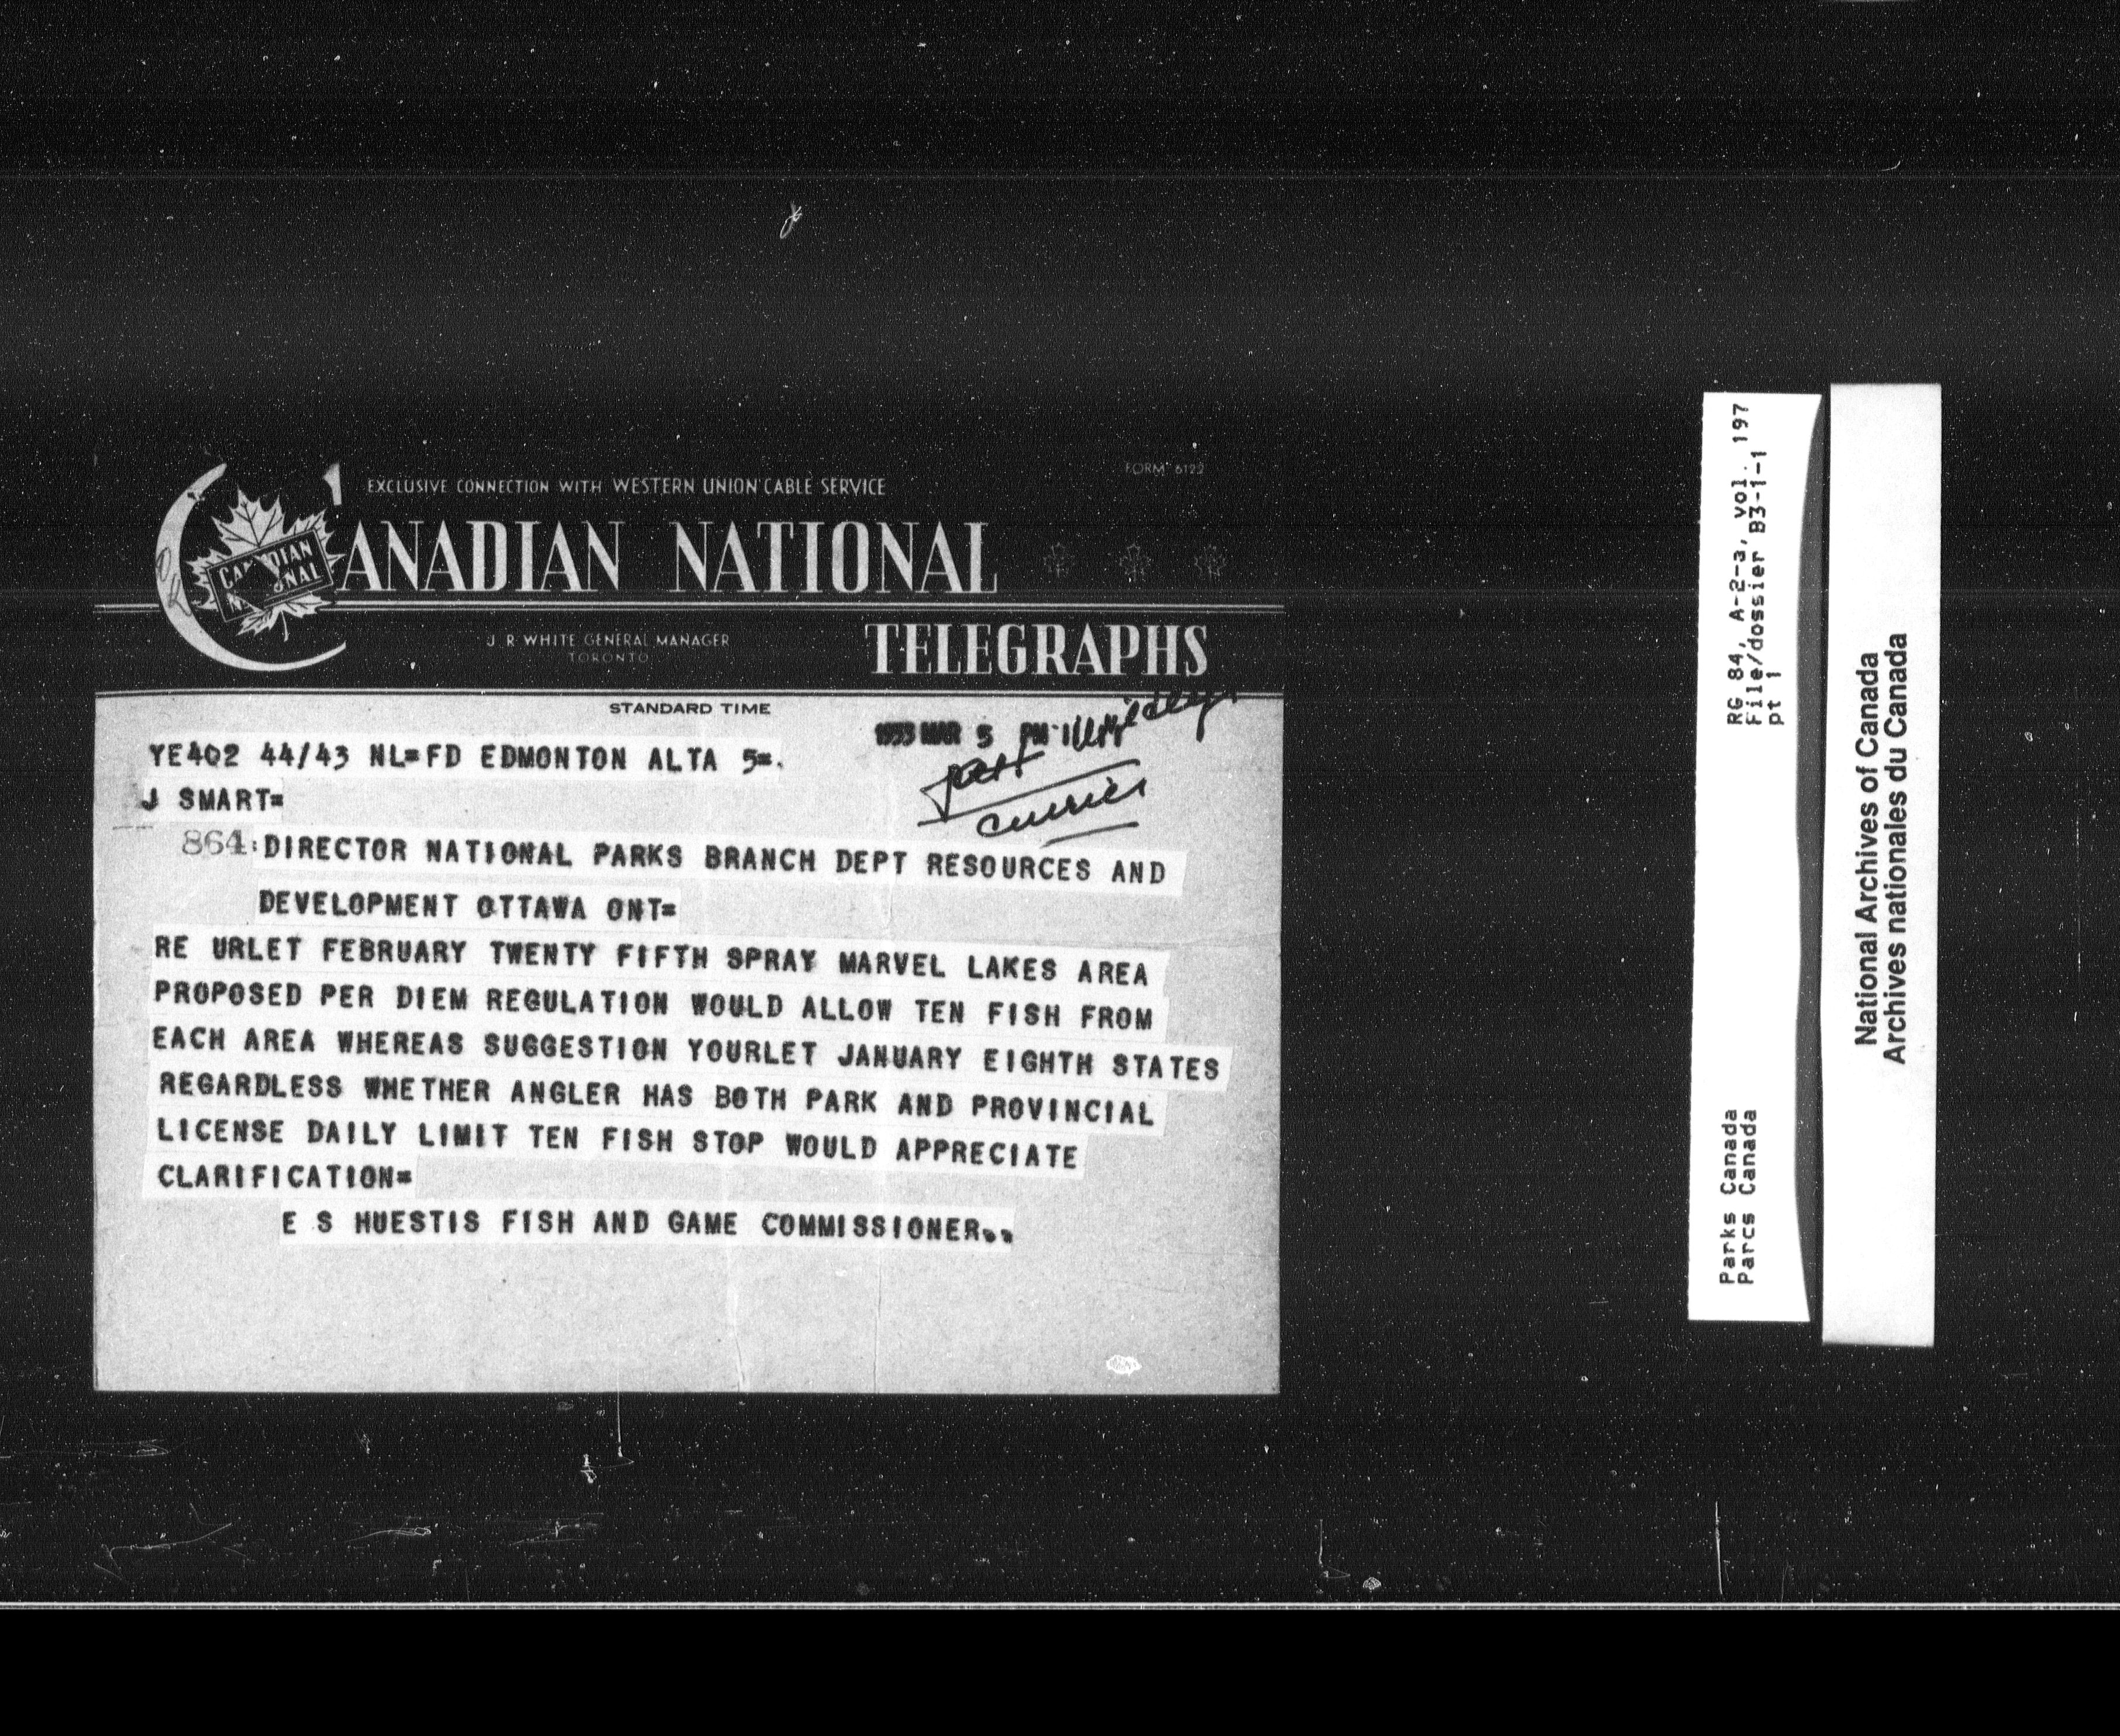 EXCLUSIVE CONNECTION WITH WESTERN UNION CABLE SERVICE
FORM 6122
CANADIAN NATIONAL
TELEGRAPHS
J R WHITE GENERAL MANAGER
TORONTO
STANDARD TIME
MAR 5 PM
YE402 44/43 NL=FD EDMONTON ALTA 5=.
J SMART=
864:DIRECTOR NATIONAL PARKS BRANCH DEPT RESOURCES AND
DEVELOPMENT OTTAWA ONT=
RE URLET FEBRUARY TWENTY FIFTH SPRAY MARVEL LAKES AREA
PROPOSED PER DIEM REGULATION WOULD ALLOW TEN FISH FROM
EACH AREA WHEREAS SUGGESTION YOURLET JANUARY EIGHTH STATES
REGARDLESS WHETHER ANGLER HAS BOTH PARK AND PROVINCIAL
LICENSE DAILY LIMIT TEN FISH STOP WOULD APPRECIATE
CLARIFICATION=
E S HUESTIS FISH AND GAME COMMISSIONER..
RG 84, A-2-a, vol. 197
File/dossier B3-1-1
pt 1
Parks Canada
Parcs Canada
National Archives of Canada
Archives nationales du Canada